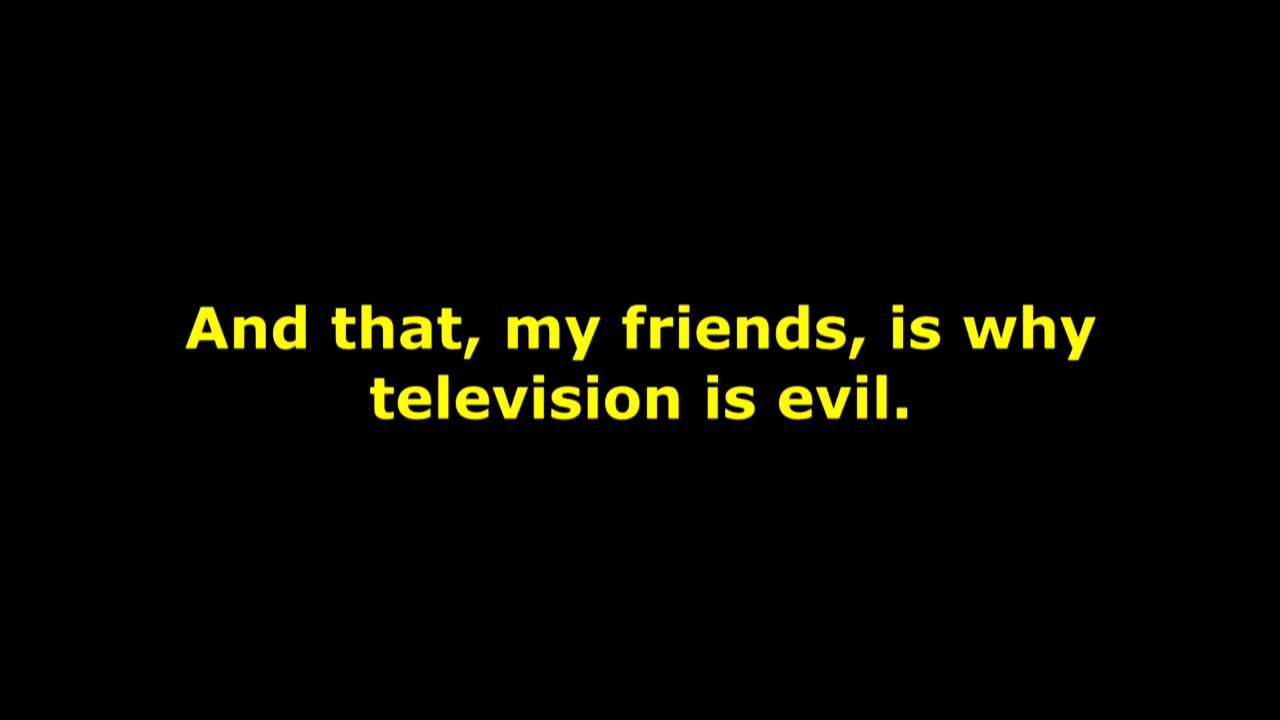 And that, my friends, is why
television is evil.